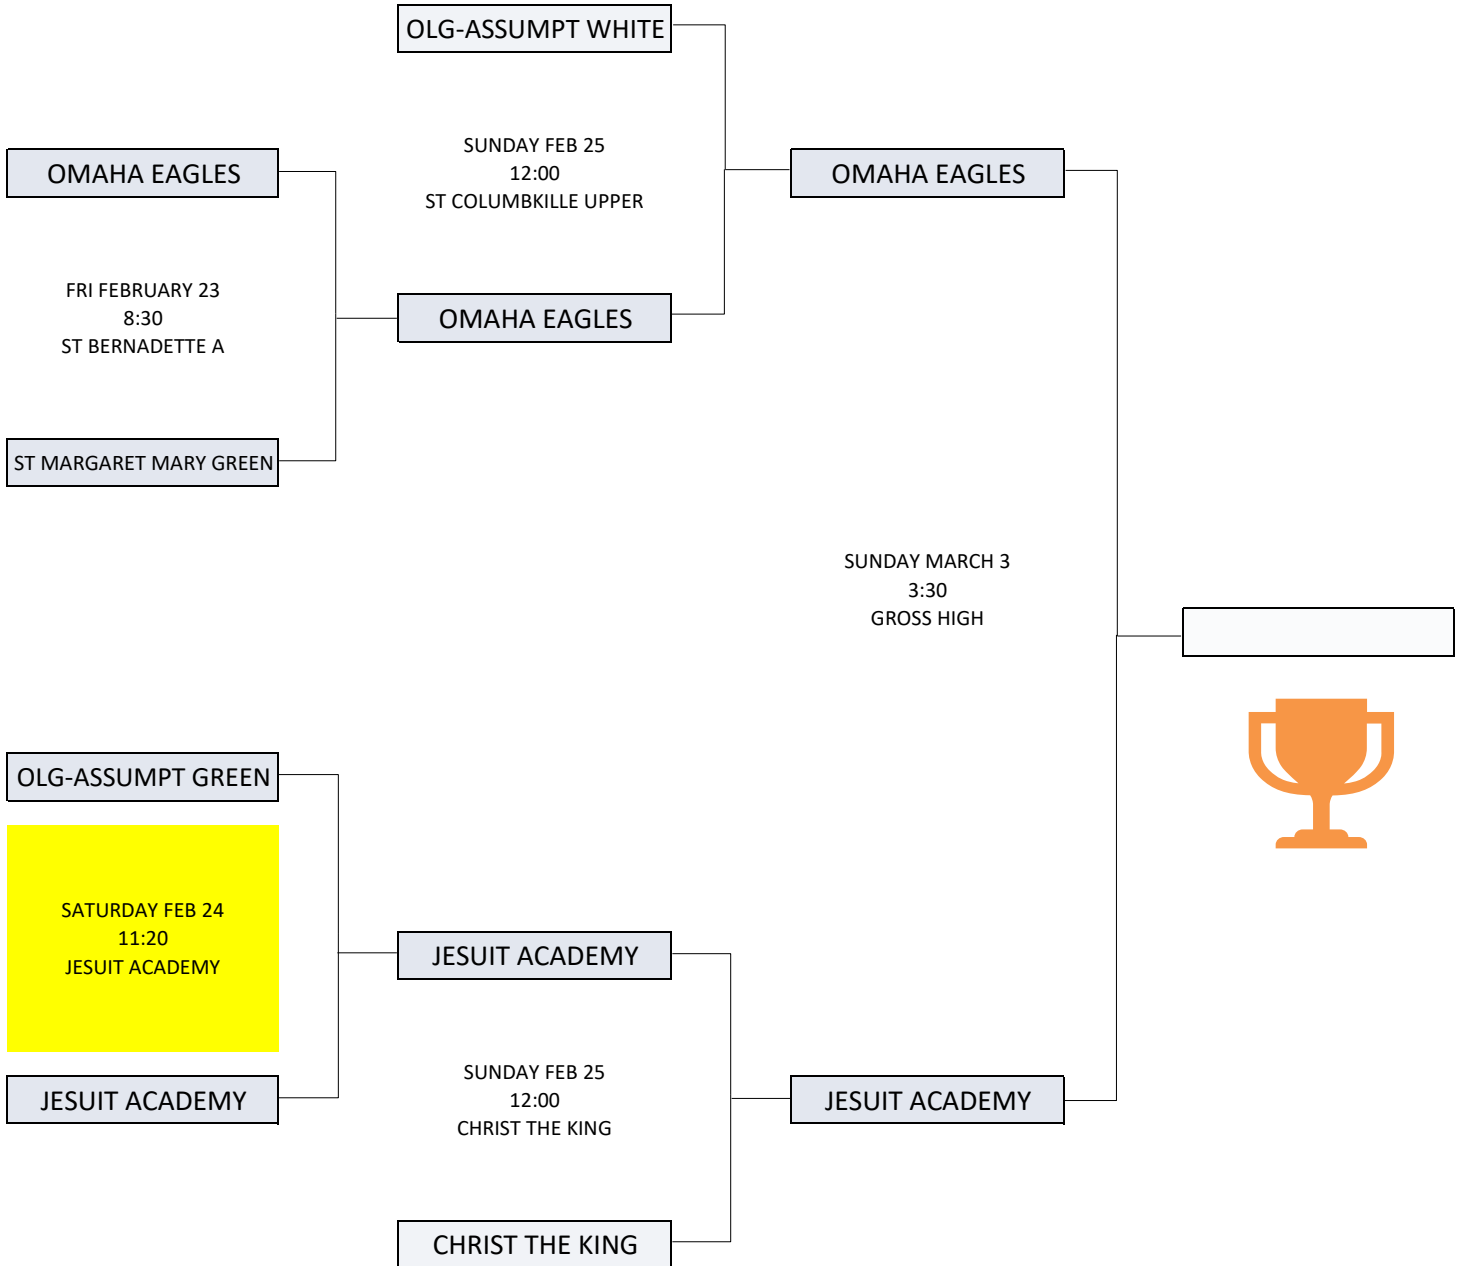 OLG-ASSUMPT WHITE
SUNDAY FEB 25
12:00
ST COLUMBKILLE UPPER
OMAHA EAGLES
OMAHA EAGLES
FRI FEBRUARY 23
8:30
ST BERNADETTE A
OMAHA EAGLES
ST MARGARET MARY GREEN
SUNDAY MARCH 3
3:30
GROSS HIGH
OLG-ASSUMPT GREEN
SATURDAY FEB 24
11:20
JESUIT ACADEMY
JESUIT ACADEMY
JESUIT ACADEMY
SUNDAY FEB 25
12:00
CHRIST THE KING
JESUIT ACADEMY
CHRIST THE KING